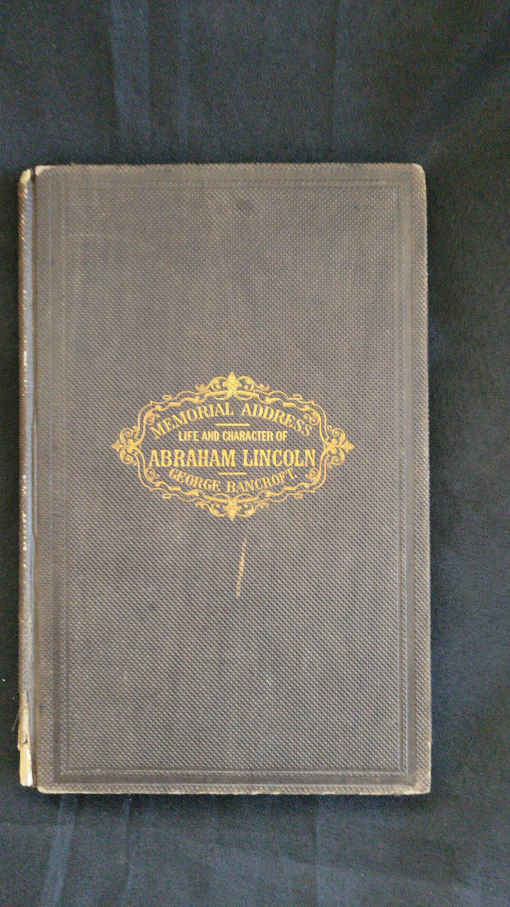 MEMORIAL ADDRESS
LIFE AND CHARACTER OF
ABRAHAM LINCOLN
GEORGE BANCROFT.